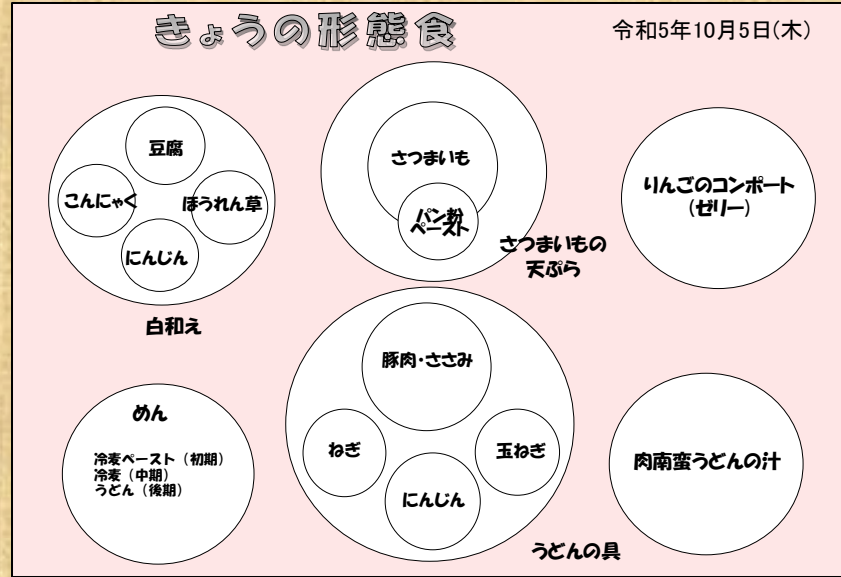 きょうの形態食
令和5年10月5日(木)
豆腐
こんにゃく
ほうれん草
にんじん
白和え
さつまいも
パン粉
ペースト
さつまいもの
天ぷら
りんごのコンポート
(ゼリー)
めん
冷麦ペースト（初期）
冷麦（中期）
うどん（後期）
豚肉・ささみ
ねぎ
玉ねぎ
にんじん
うどんの具
肉南蛮うどんの汁